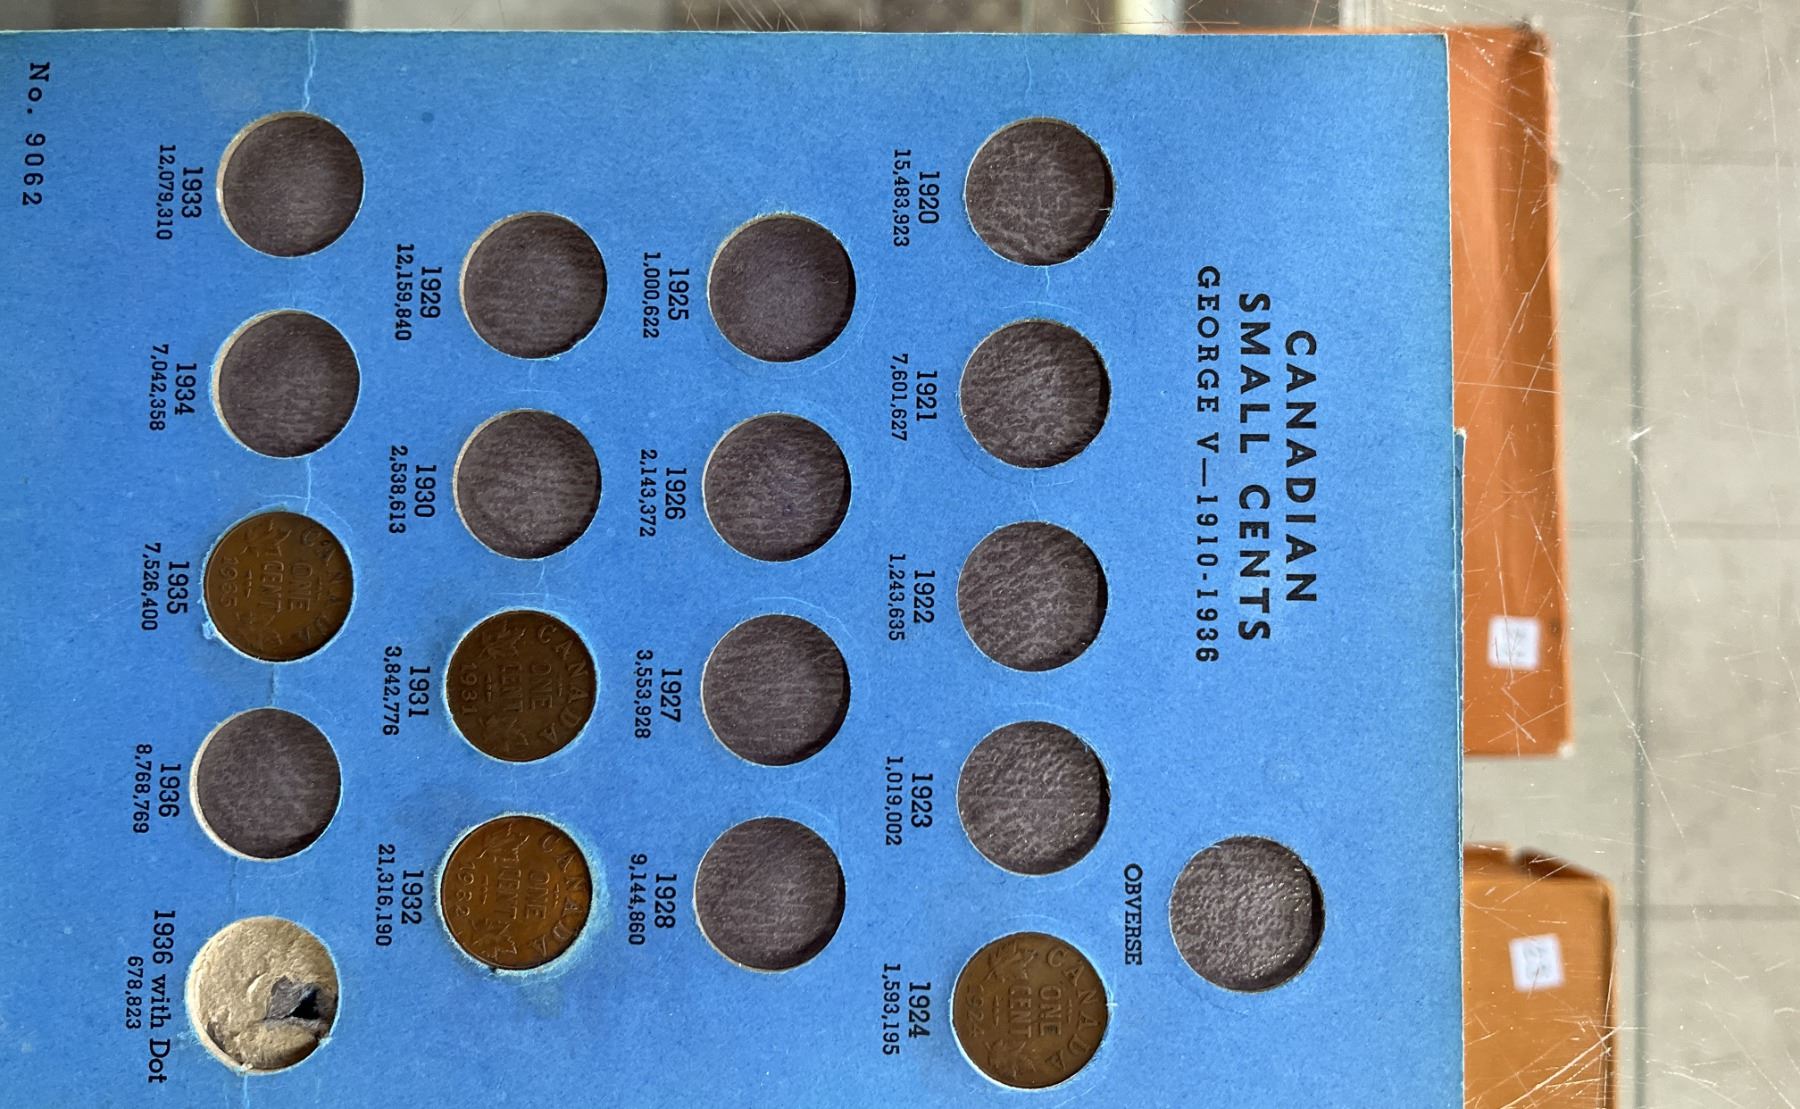 CANADIAN
SMALL CENTS
GEORGE V—1910-1936
OBVERSE
1920
15,483,923
1921
7,601,627
1922
1,243,635
1923
1,019,002
CANADA
ONE
CENT
1924
1924
1,593,195
1925
1,000,622
1926
2,143,372
1927
3,553,928
1928
9,144,860
1929
12,159,840
1930
2,538,613
CANADA
ONE
CENT
1931
1931
3,842,776
CANADA
ONE
CENT
1932
1932
21,316,190
1933
12,079,310
1934
7,042,358
CANADA
ONE
CENT
1935
1935
7,526,400
1936
8,768,769
1936 with Dot
678,823
No. 9062